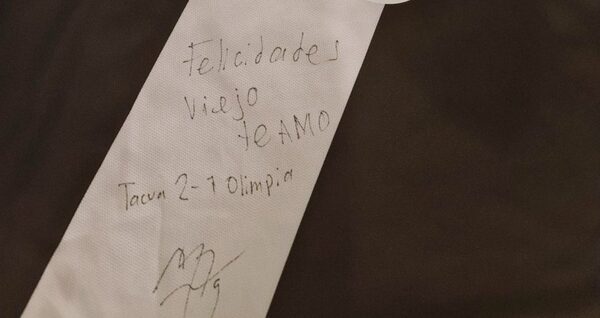 Felicidades
Viejo
te AMO
Tacua 2-1 Olimpia